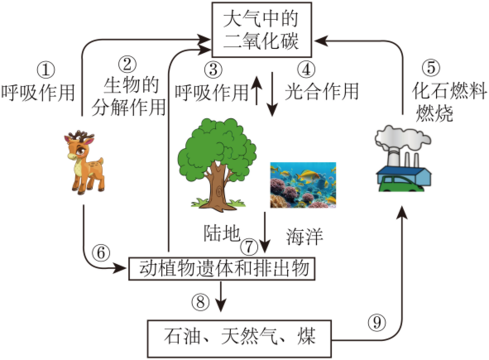 大气中的
二氧化碳
①
呼吸作用
②
生物的
分解作用
③
呼吸作用
④
光合作用
⑤
化石燃料
燃烧
陆地
海洋
⑥
⑦
动植物遗体和排出物
⑧
石油、天然气、煤
⑨